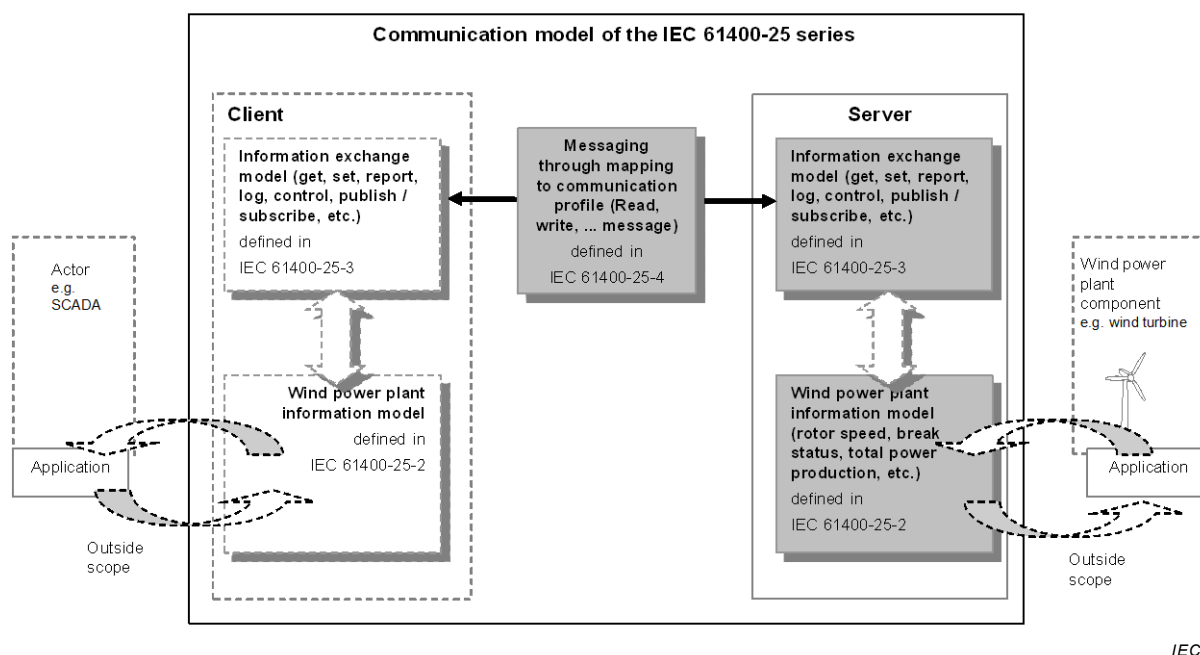 Communication model of the IEC 61400-25 series
Client
Information exchange
model (get, set, report,
log, control, publish /
subscribe, etc.)
defined in
IEC 61400-25-3
Messaging
through mapping
to communication
profile (Read,
write, ... message)
defined in
IEC 61400-25-4
Server
Information exchange
model (get, set, report,
log, control, publish /
subscribe, etc.)
defined in
IEC 61400-25-3
Actor
e.g.
SCADA
Wind power
plant
component
e.g. wind turbine
Wind power plant
information model
defined in
IEC 61400-25-2
Wind power plant
information model
(rotor speed, break
status, total power
production, etc.)
defined in
IEC 61400-25-2
Application
Application
Outside
scope
Outside
scope
IEC